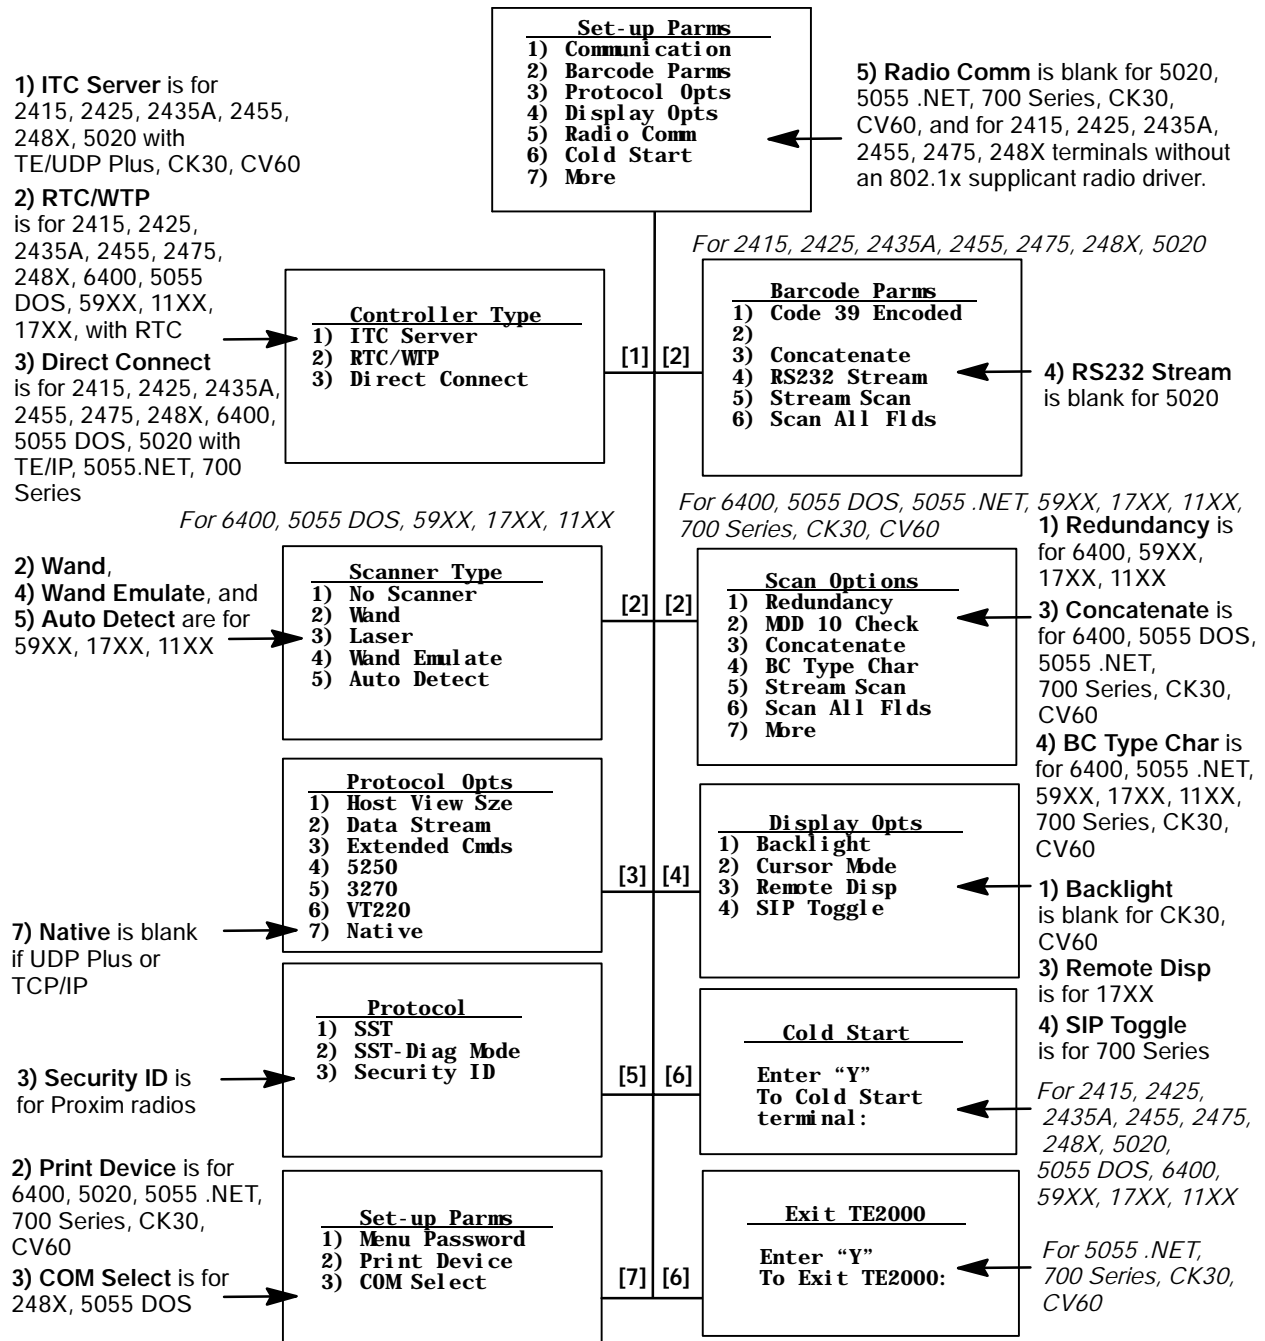 Set-up Parms
1) Communication
2) Barcode Parms
3) Protocol Opts
4) Display Opts
5) Radio Comm
6) Cold Start
7) More
1) ITC Server is for
2415, 2425, 2435A, 2455,
248X, 5020 with
TE/UDP Plus, CK30, CV60
5) Radio Comm is blank for 5020,
5055 .NET, 700 Series, CK30,
CV60, and for 2415, 2425, 2435A,
2455, 2475, 248X terminals without
an 802.1x supplicant radio driver.
2) RTC/WTP
is for 2415, 2425,
2435A, 2455, 2475,
248X, 6400, 5055
DOS, 59XX, 11XX,
17XX, with RTC
3) Direct Connect
is for 2415, 2425, 2435A,
2455, 2475, 248X, 6400,
5055 DOS, 5020 with
TE/IP, 5055.NET, 700
Series
Controller Type
1) ITC Server
2) RTC/WTP
3) Direct Connect
[1] [2]
For 2415, 2425, 2435A, 2455, 2475, 248X, 5020
Barcode Parms
1) Code 39 Encoded
2)
3) Concatenate
4) RS232 Stream
5) Stream Scan
6) Scan All Flds
4) RS232 Stream
is blank for 5020
For 6400, 5055 DOS, 59XX, 17XX, 11XX
2) Wand,
4) Wand Emulate, and
5) Auto Detect are for
59XX, 17XX, 11XX
Scanner Type
1) No Scanner
2) Wand
3) Laser
4) Wand Emulate
5) Auto Detect
[2] [2]
For 6400, 5055 DOS, 5055 .NET, 59XX, 17XX, 11XX,
700 Series, CK30, CV60
Scan Options
1) Redundancy
2) MOD 10 Check
3) Concatenate
4) BC Type Char
5) Stream Scan
6) Scan All Flds
7) More
1) Redundancy is
for 6400, 59XX,
17XX, 11XX
3) Concatenate is
for 6400, 5055 DOS,
5055 .NET,
700 Series, CK30,
CV60
4) BC Type Char is
for 6400, 5055 .NET,
59XX, 17XX, 11XX,
700 Series, CK30,
CV60
Protocol Opts
1) Host View Sze
2) Data Stream
3) Extended Cmds
4) 5250
5) 3270
6) VT220
7) Native
7) Native is blank
if UDP Plus or
TCP/IP
[3] [4]
Display Opts
1) Backlight
2) Cursor Mode
3) Remote Disp
4) SIP Toggle
1) Backlight
is blank for CK30,
CV60
3) Remote Disp
is for 17XX
4) SIP Toggle
is for 700 Series
Protocol
1) SST
2) SST-Diag Mode
3) Security ID
3) Security ID is
for Proxim radios
[5] [6]
Cold Start
Enter “Y”
To Cold Start
terminal:
For 2415, 2425,
2435A, 2455, 2475,
248X, 5020,
5055 DOS, 6400,
59XX, 17XX, 11XX
2) Print Device is for
6400, 5020, 5055 .NET,
700 Series, CK30,
CV60
3) COM Select is for
248X, 5055 DOS
Set-up Parms
1) Menu Password
2) Print Device
3) COM Select
[7] [6]
Exit TE2000
Enter “Y”
To Exit TE2000:
For 5055 .NET,
700 Series, CK30,
CV60